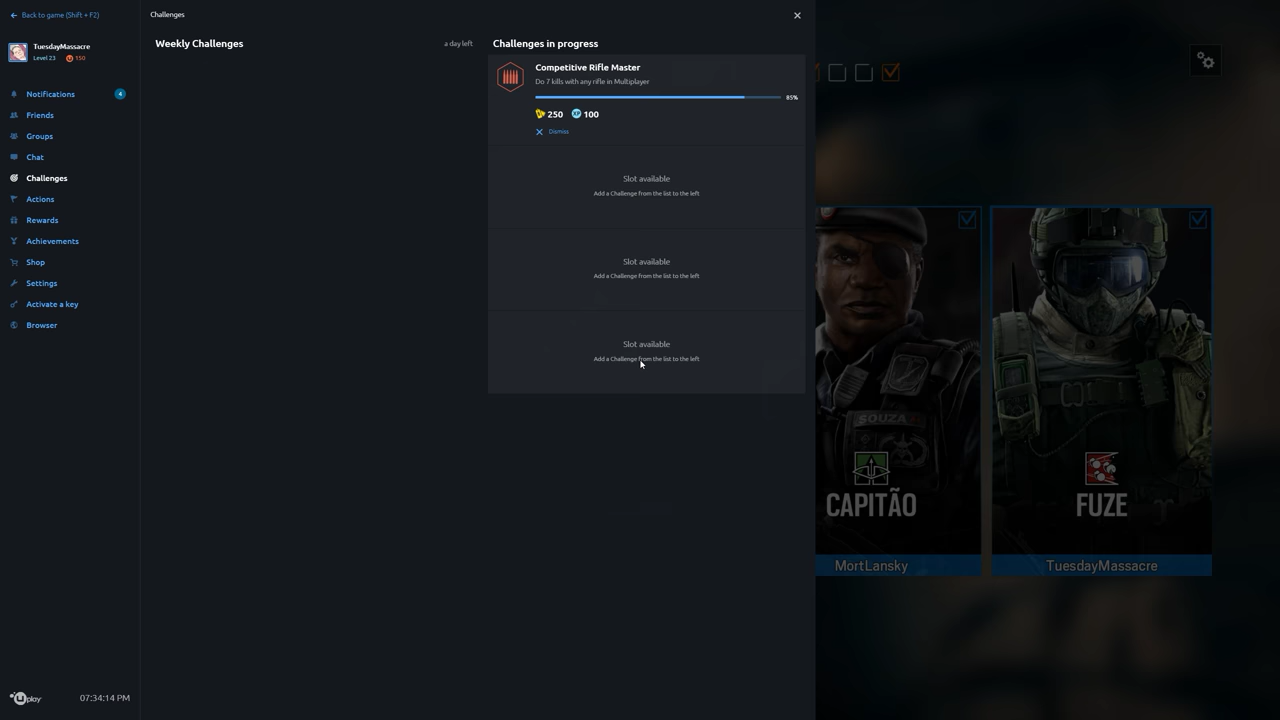 Back to game (Shift + F2)
TuesdayMassacre
Level 23 150
Notifications 4
Friends
Groups
Chat
Challenges
Actions
Rewards
Achievements
Shop
Settings
Activate a key
Browser
uplay 07:34:14 PM
Challenges
Weekly Challenges a day left
Challenges in progress
Competitive Rifle Master
Do 7 kills with any rifle in Multiplayer
85%
250 XP 100
Dismiss
Slot available
Add a Challenge from the list to the left
Slot available
Add a Challenge from the list to the left
Slot available
Add a Challenge from the list to the left
SOUZA
CAPITÃO
MortLansky
FUZE
TuesdayMassacre